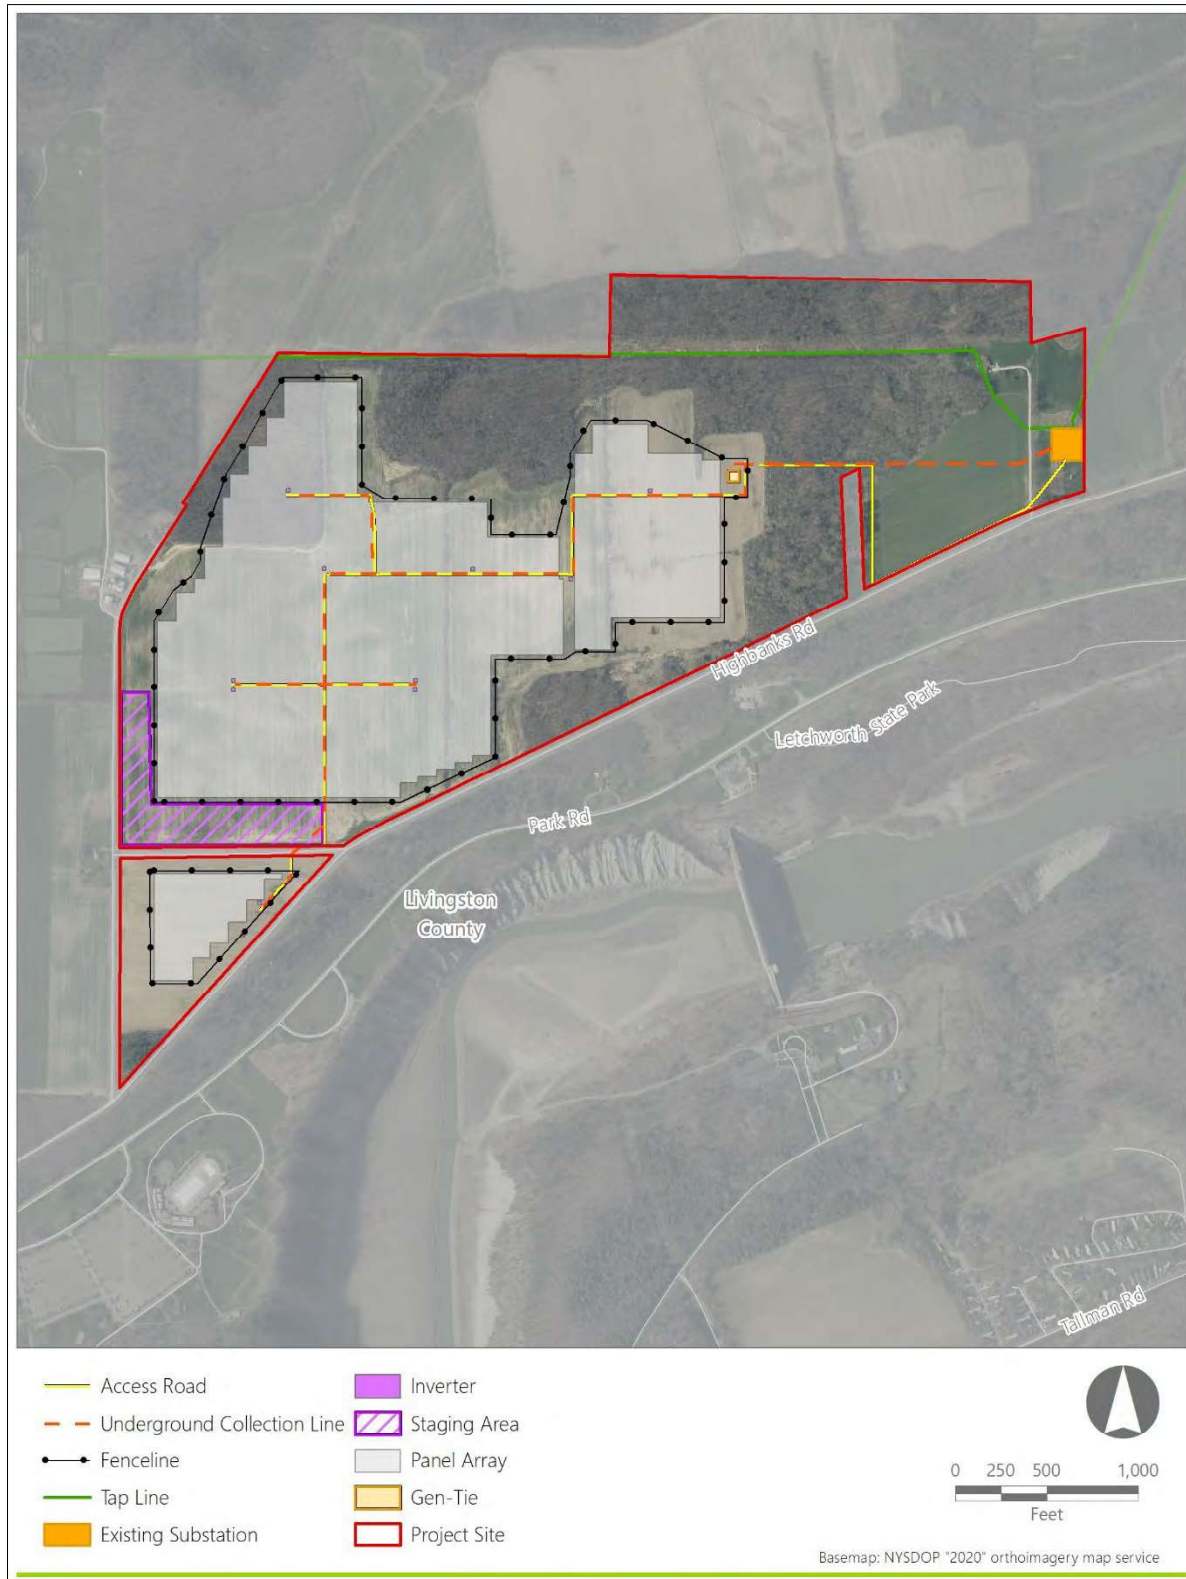 Highbanks Rd
Letchworth State Park
Park Rd
Livingston
County
Tallman Rd
Access Road
Underground Collection Line
Fenceline
Tap Line
Existing Substation
Inverter
Staging Area
Panel Array
Gen-Tie
Project Site
0 250 500 1,000
Feet
Basemap: NYSDOP "2020" orthoimagery map service